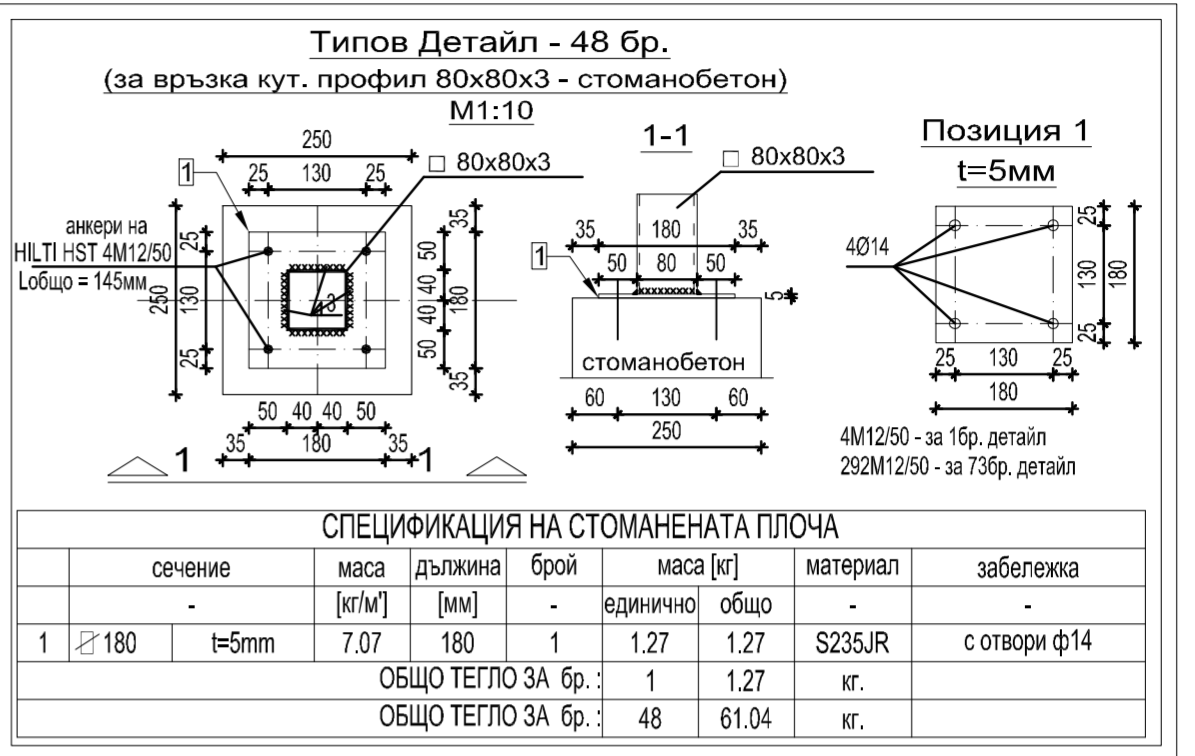 Типов Детайл - 48 бр.
(за връзка кут. профил 80x80x3 - стоманобетон)
М1:10
250
25 130 25
1
□ 80x80x3
анкери на
HILTI HST 4M12/50
Lобщо = 145мм
250
25
130
25
3
35
50
40
40
50
35
180
50 40 40 50
35 180 35
1 1
1-1
□ 80x80x3
35 180 35
1
50 80 50
5
стоманобетон
60 130 60
250
Позиция 1
t=5мм
4Ø14
25
130
25
180
25 130 25
180
4M12/50 - за 1бр. детайл
292M12/50 - за 73бр. детайл
СПЕЦИФИКАЦИЯ НА СТОМАНЕНАТА ПЛОЧА
сечение маса дължина брой маса [кг] материал забележка
- [кг/м'] [мм] - единично общо - -
1 180 t=5mm 7.07 180 1 1.27 1.27 S235JR с отвори ф14
ОБЩО ТЕГЛО ЗА бр. : 1 1.27 кг.
ОБЩО ТЕГЛО ЗА бр. : 48 61.04 кг.